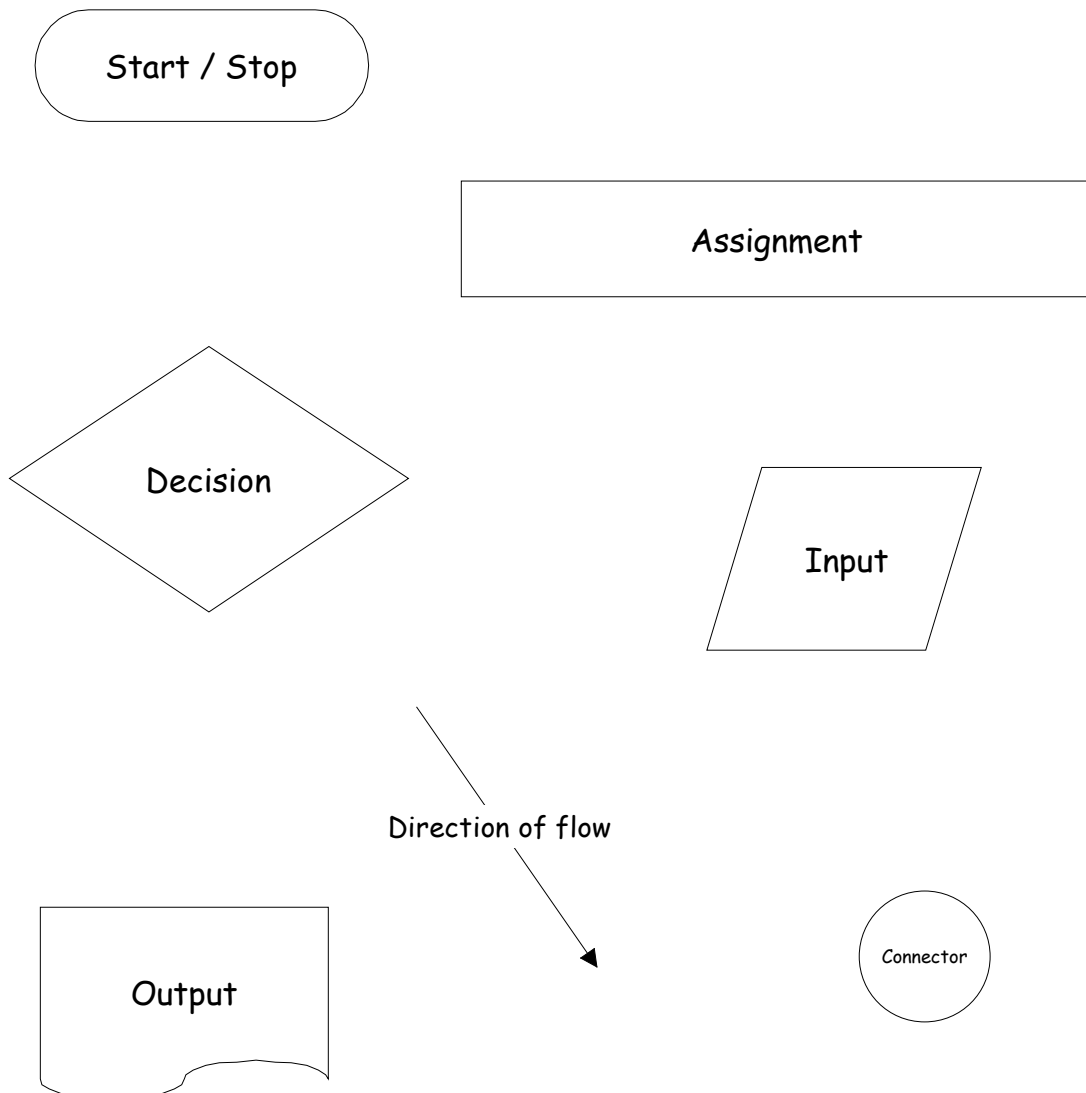 Start / Stop
Assignment
Decision
Input
Direction of flow
Connector
Output